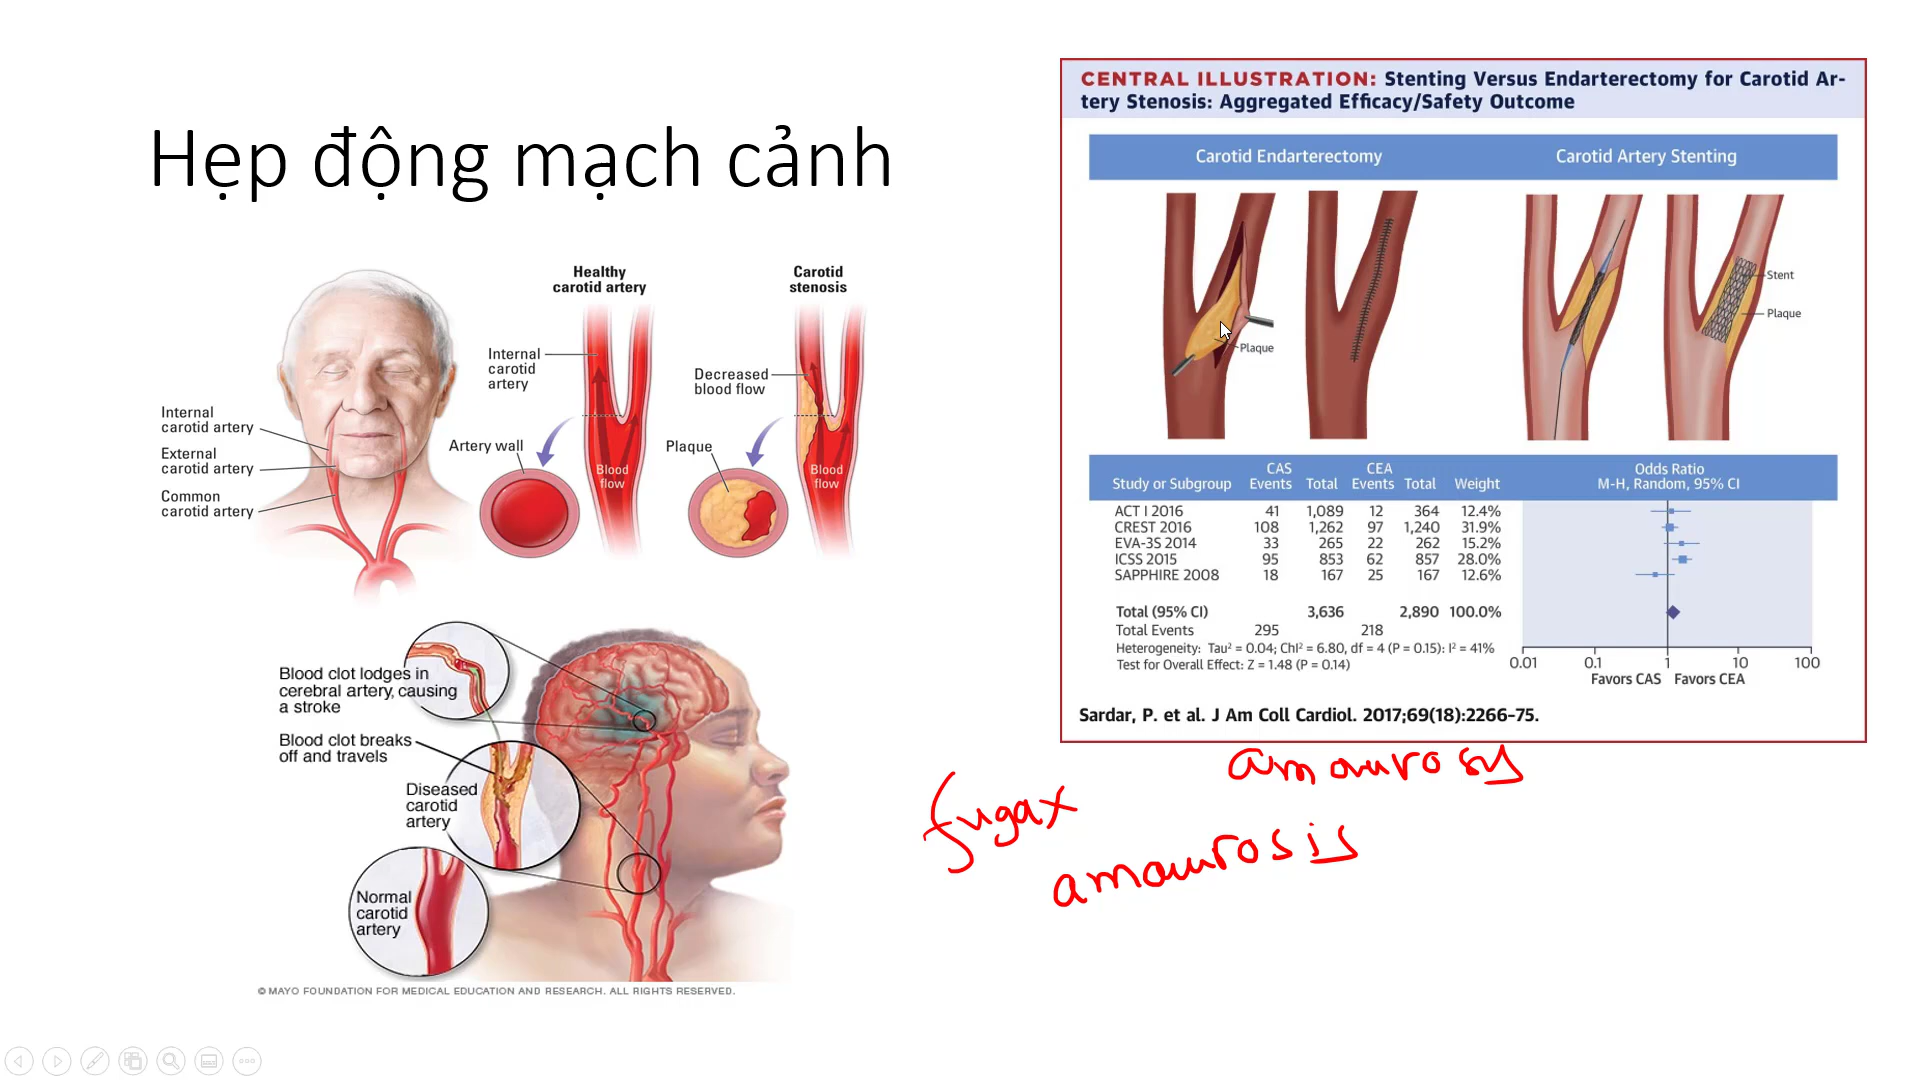 Hẹp động mạch cảnh
Healthy
carotid artery
Carotid
stenosis
Internal
carotid
artery
Decreased
blood flow
Internal
carotid artery
External
carotid artery
Common
carotid artery
Artery wall
Plaque
Blood
flow
Blood
flow
Blood clot lodges in
cerebral artery, causing
a stroke
Blood clot breaks
off and travels
Diseased
carotid
artery
Normal
carotid
artery
© MAYO FOUNDATION FOR MEDICAL EDUCATION AND RESEARCH. ALL RIGHTS RESERVED.
CENTRAL ILLUSTRATION: Stenting Versus Endarterectomy for Carotid Ar-
tery Stenosis: Aggregated Efficacy/Safety Outcome
Carotid Endarterectomy Carotid Artery Stenting
Plaque
Stent
Plaque
CAS CEA Odds Ratio
Study or Subgroup Events Total Events Total Weight M-H, Random, 95% CI
ACT I 2016 41 1,089 12 364 12.4%
CREST 2016 108 1,262 97 1,240 31.9%
EVA-3S 2014 33 265 22 262 15.2%
ICSS 2015 95 853 62 857 28.0%
SAPPHIRE 2008 18 167 25 167 12.6%
Total (95% CI) 3,636 2,890 100.0%
Total Events 295 218
Heterogeneity: Tau² = 0.04; ChI² = 6.80, df = 4 (P = 0.15): I² = 41%
Test for Overall Effect: Z = 1.48 (P = 0.14)
0.01 0.1 1 10 100
Favors CAS Favors CEA
Sardar, P. et al. J Am Coll Cardiol. 2017;69(18):2266–75.
amaurosy
fugax
amaurosis